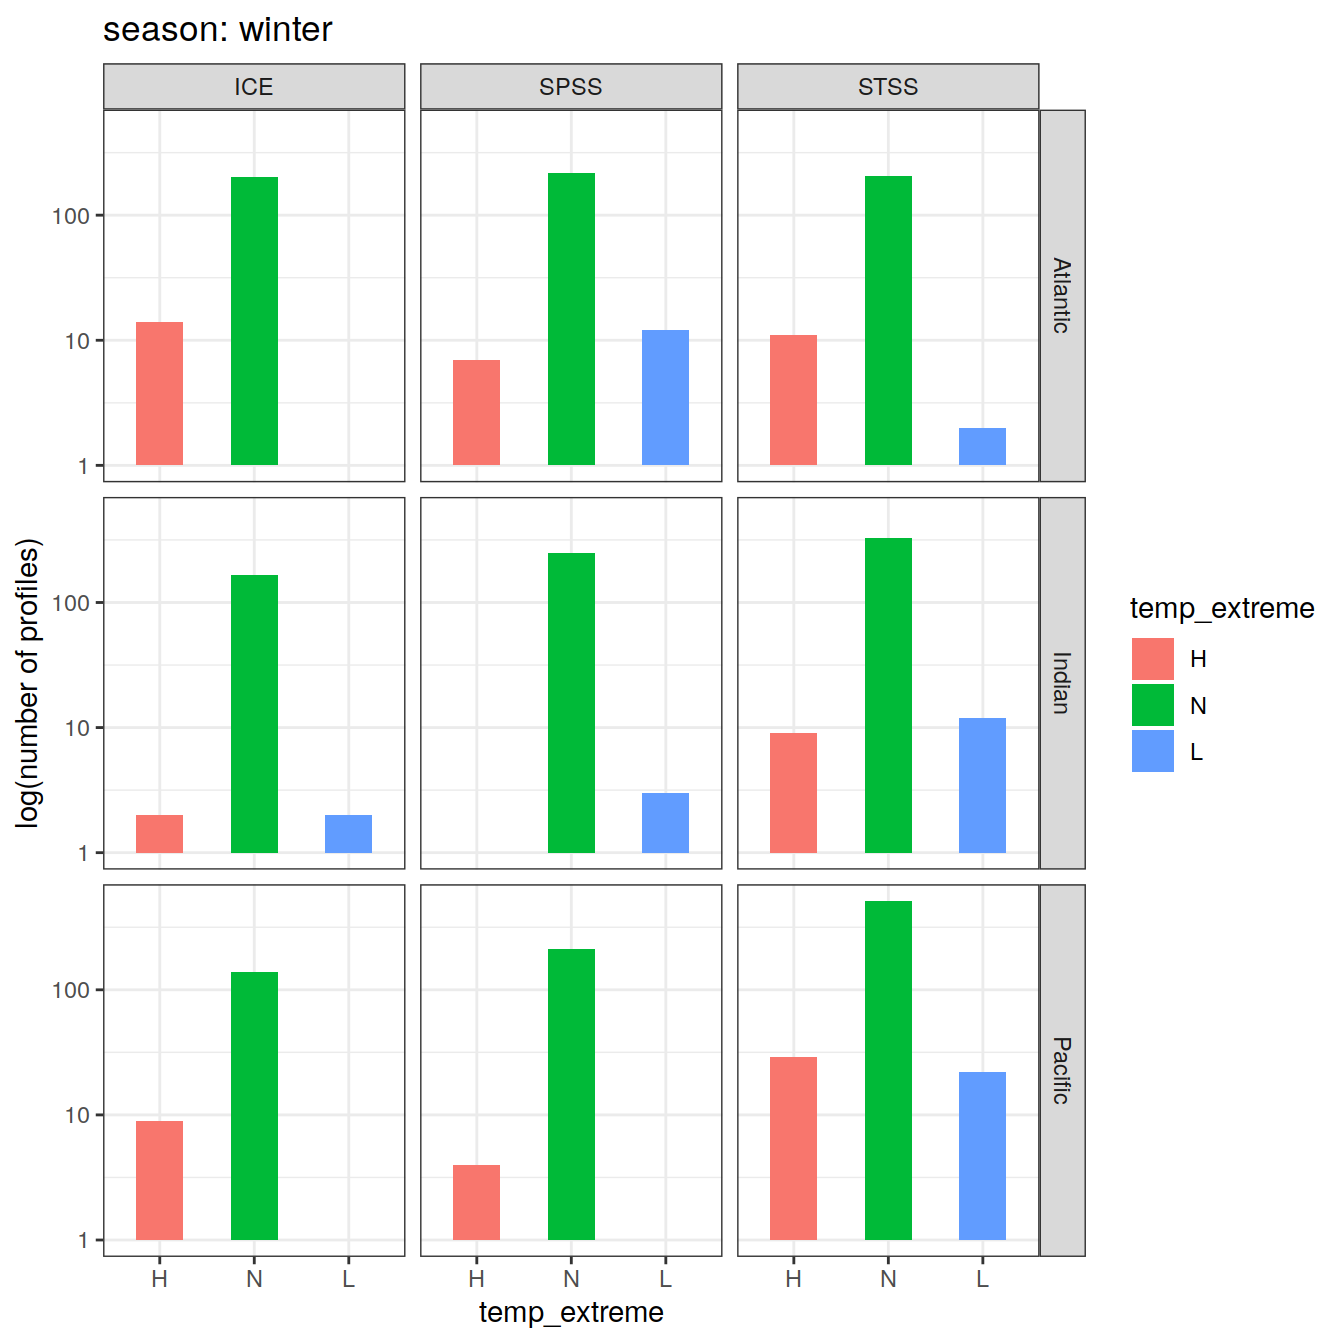 season: winter
ICE
SPSS
STSS
100
10
1
Atlantic
100
10
1
Indian
100
10
1
Pacific
log(number of profiles)
H N L
H N L
H N L
temp_extreme
temp_extreme
H
N
L